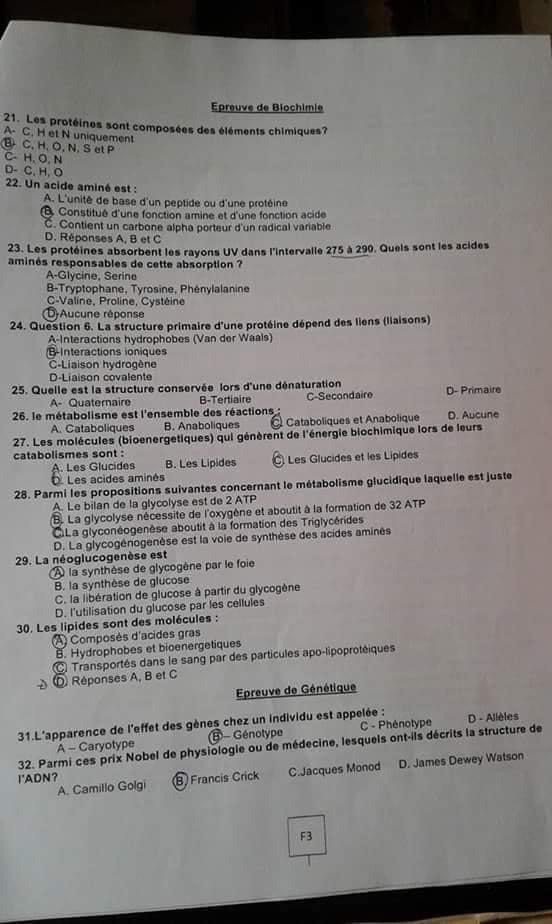 Epreuve de Biochimie
21. Les protéines sont composées des éléments chimiques?
A- C, H et N uniquement
B- C, H, O, N, S et P
C- H, O, N
D- C, H, O
22. Un acide aminé est :
A. L'unité de base d'un peptide ou d'une protéine
B. Constitué d'une fonction amine et d'une fonction acide
C. Contient un carbone alpha porteur d'un radical variable
D. Réponses A, B et C
23. Les protéines absorbent les rayons UV dans l'intervalle 275 à 290. Quels sont les acides
aminés responsables de cette absorption ?
A-Glycine, Serine
B-Tryptophane, Tyrosine, Phénylalanine
C-Valine, Proline, Cystéine
D-Aucune réponse
24. Question 6. La structure primaire d'une protéine dépend des liens (liaisons)
A-Interactions hydrophobes (Van der Waals)
B-Interactions ioniques
C-Liaison hydrogène
D-Liaison covalente
25. Quelle est la structure conservée lors d'une dénaturation
A- Quaternaire B-Tertiaire C-Secondaire D- Primaire
26. le métabolisme est l'ensemble des réactions :
A. Cataboliques B. Anaboliques C. Cataboliques et Anabolique D. Aucune
27. Les molécules (bioenergetiques) qui génèrent de l'énergie biochimique lors de leurs
catabolismes sont :
A. Les Glucides B. Les Lipides C. Les Glucides et les Lipides
D. Les acides aminés
28. Parmi les propositions suivantes concernant le métabolisme glucidique laquelle est juste
A. Le bilan de la glycolyse est de 2 ATP
B. La glycolyse nécessite de l'oxygène et aboutit à la formation de 32 ATP
C. La glyconéogenèse aboutit à la formation des Triglycérides
D. La glycogénogenèse est la voie de synthèse des acides aminés
29. La néoglucogenèse est
A. la synthèse de glycogène par le foie
B. la synthèse de glucose
C. la libération de glucose à partir du glycogène
D. l'utilisation du glucose par les cellules
30. Les lipides sont des molécules :
A. Composés d'acides gras
B. Hydrophobes et bioenergetiques
C. Transportés dans le sang par des particules apo-lipoprotéiques
D. Réponses A, B et C
Epreuve de Génétique
31.L'apparence de l'effet des gènes chez un individu est appelée :
A – Caryotype B – Génotype C - Phénotype D - Allèles
32. Parmi ces prix Nobel de physiologie ou de médecine, lesquels ont-ils décrits la structure de
l'ADN?
A. Camillo Golgi B. Francis Crick C.Jacques Monod D. James Dewey Watson
F3